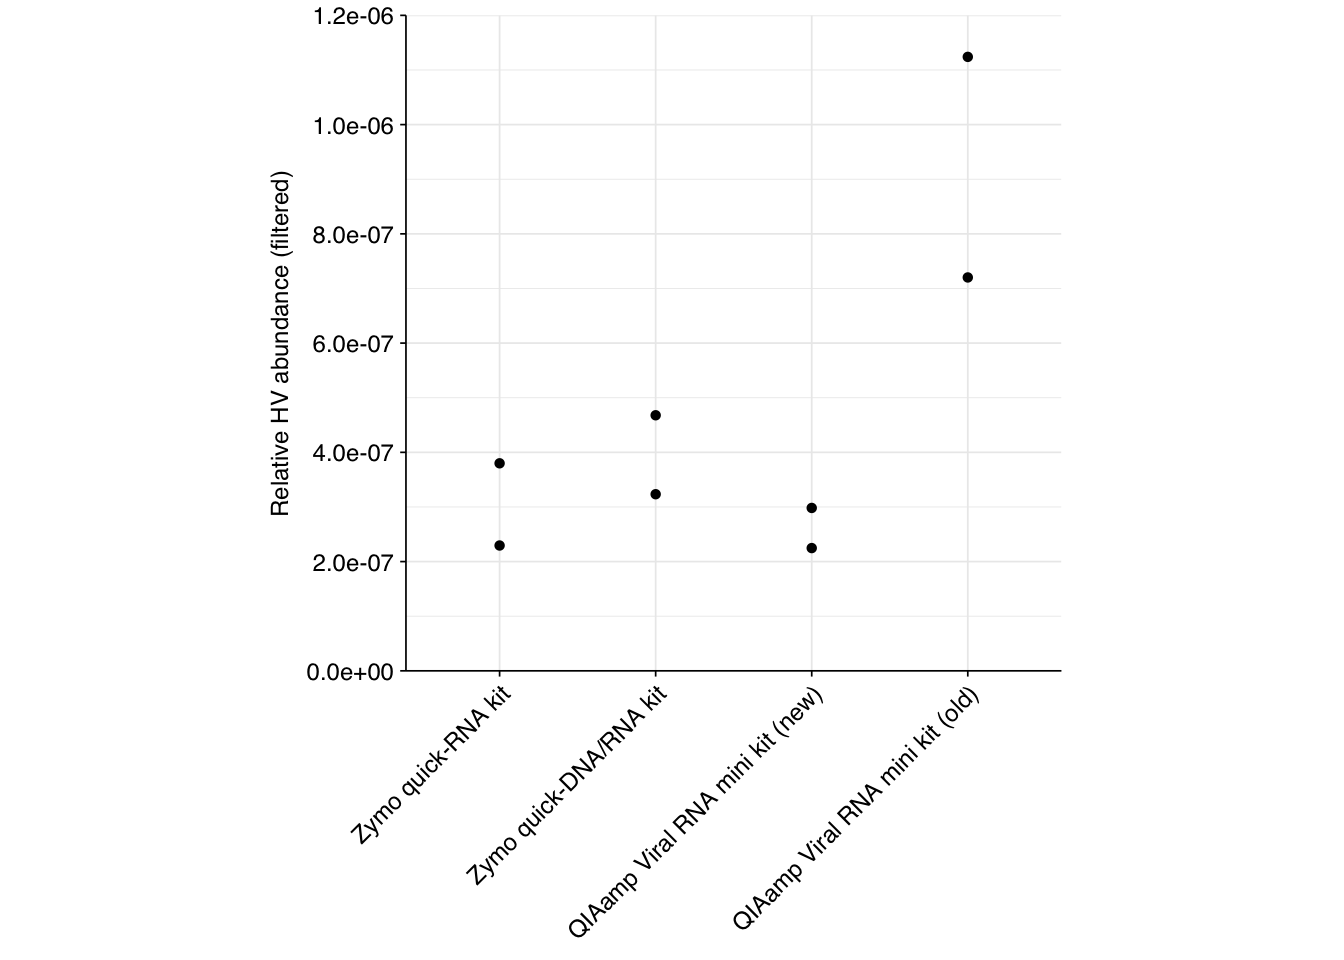 Relative HV abundance (filtered)
1.2e-06
1.0e-06
8.0e-07
6.0e-07
4.0e-07
2.0e-07
0.0e+00
Zymo quick-RNA kit
Zymo quick-DNA/RNA kit
QIAamp Viral RNA mini kit (new)
QIAamp Viral RNA mini kit (old)